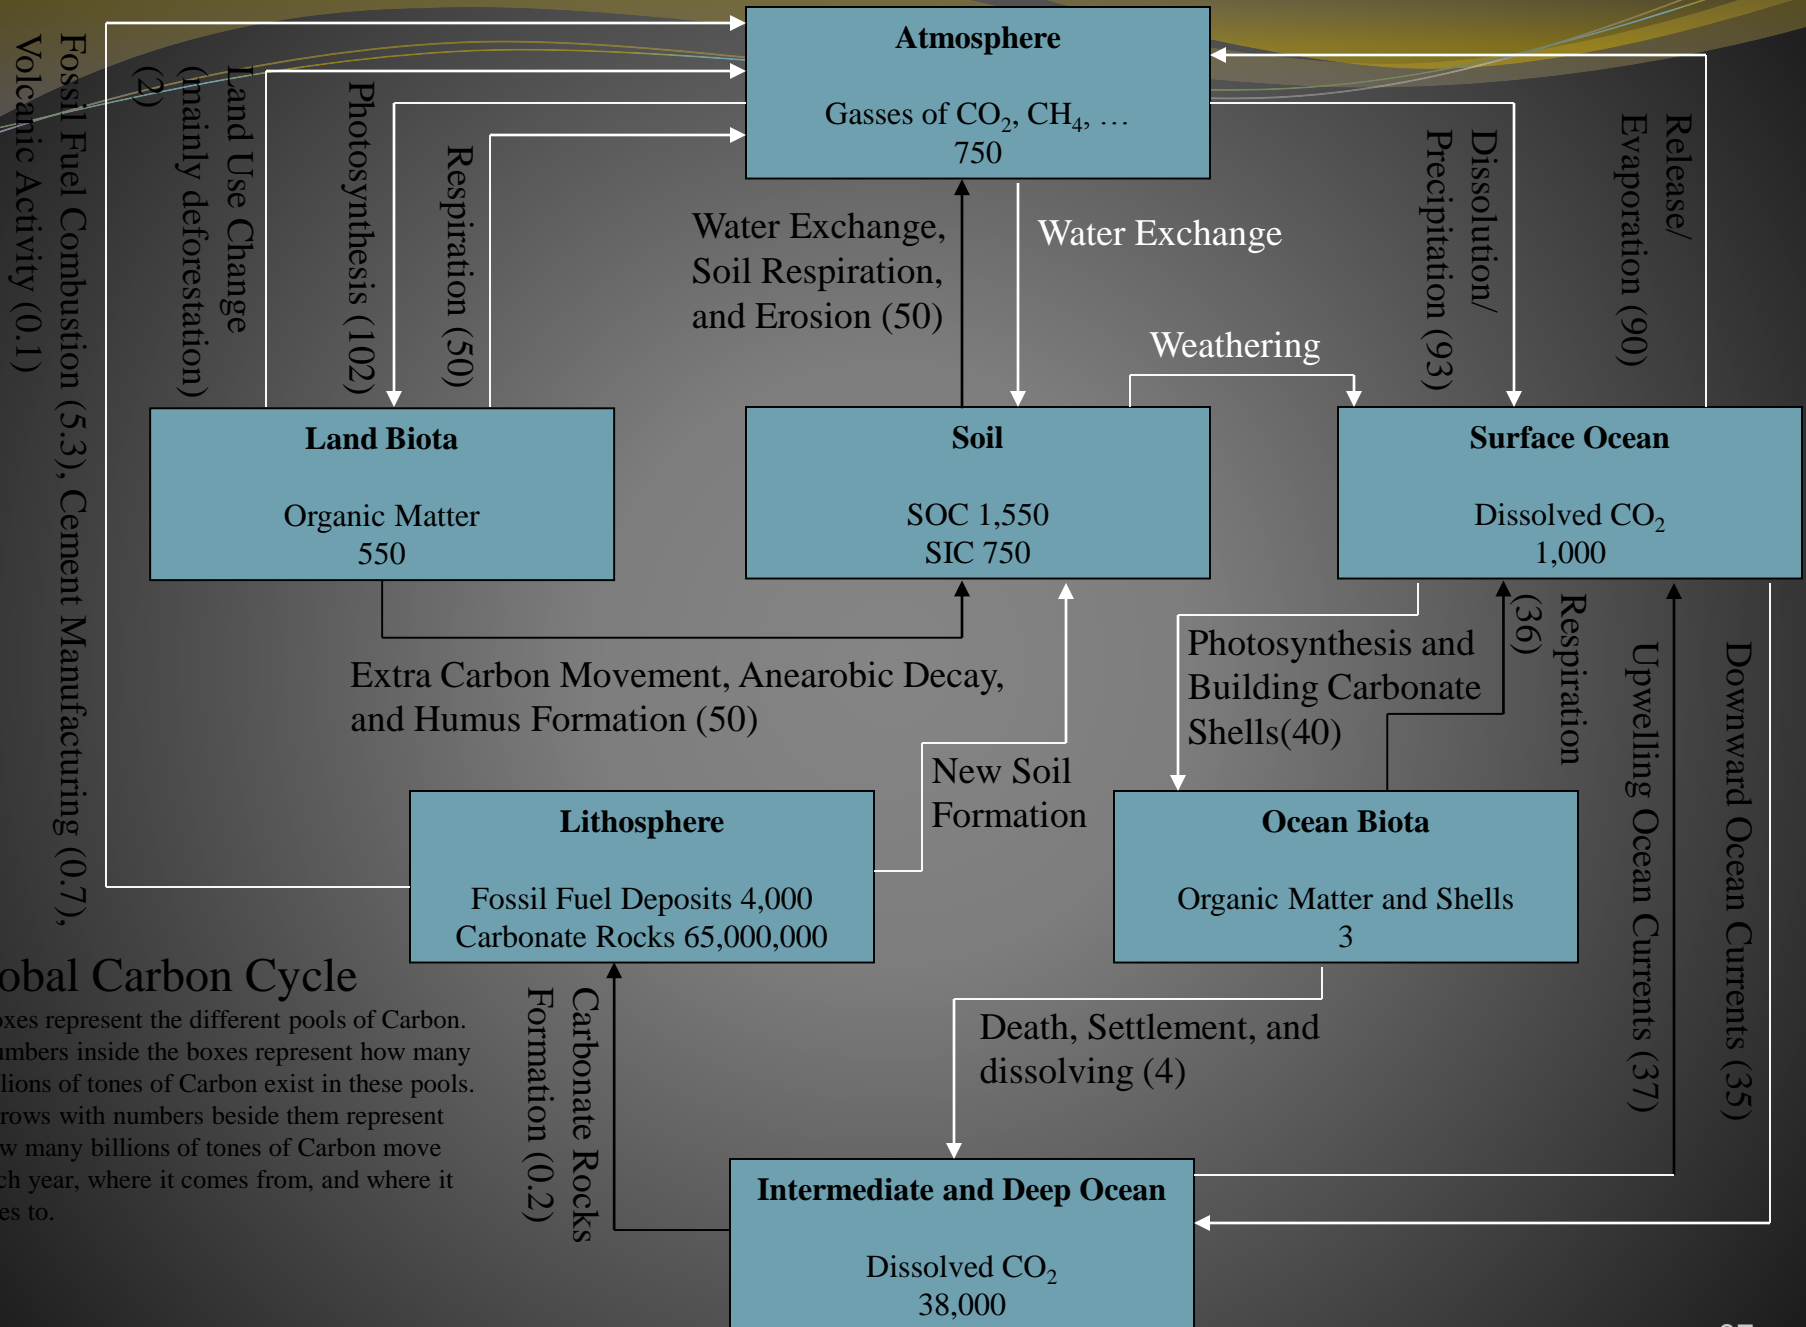 Atmosphere
Gasses of CO₂, CH₄, …
750
Fossil Fuel Combustion (5.3), Cement Manufacturing (0.7),
Volcanic Activity (0.1)
Land Use Change
(mainly deforestation)
(2)
Photosynthesis (102)
Respiration (50)
Water Exchange,
Soil Respiration,
and Erosion (50)
Water Exchange
Weathering
Dissolution/
Precipitation (93)
Release/
Evaporation (90)
Land Biota
Organic Matter
550
Soil
SOC 1,550
SIC 750
Surface Ocean
Dissolved CO₂
1,000
Extra Carbon Movement, Anearobic Decay,
and Humus Formation (50)
New Soil
Formation
Photosynthesis and
Building Carbonate
Shells(40)
Respiration
(36)
Upwelling Ocean Currents (37)
Downward Ocean Currents (35)
Lithosphere
Fossil Fuel Deposits 4,000
Carbonate Rocks 65,000,000
Ocean Biota
Organic Matter and Shells
3
obal Carbon Cycle
oxes represent the different pools of Carbon.
umbers inside the boxes represent how many
lions of tones of Carbon exist in these pools.
rows with numbers beside them represent
w many billions of tones of Carbon move
ch year, where it comes from, and where it
es to.
Carbonate Rocks
Formation (0.2)
Death, Settlement, and
dissolving (4)
Intermediate and Deep Ocean
Dissolved CO₂
38,000